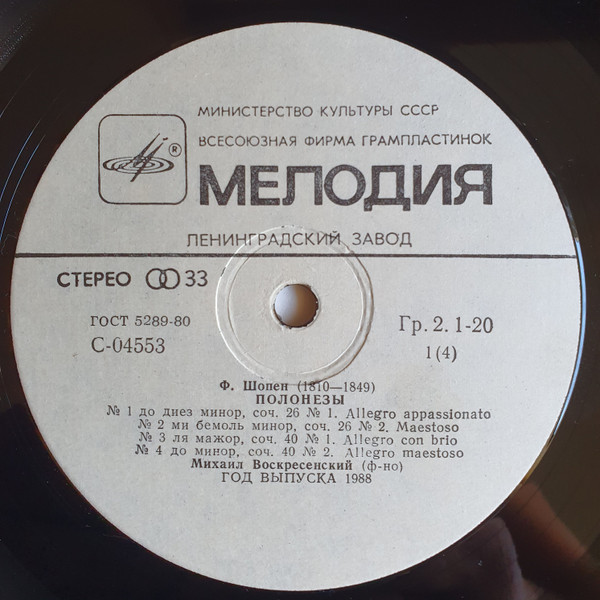 МИНИСТЕРСТВО КУЛЬТУРЫ СССР
ВСЕСОЮЗНАЯ ФИРМА ГРАМПЛАСТИНОК
®
МЕЛОДИЯ
ЛЕНИНГРАДСКИЙ ЗАВОД
СТЕРЕО 33
ГОСТ 5289-80
С-04553
Гр. 2. 1-20
1(4)
Ф. Шопен (1810—1849)
ПОЛОНЕЗЫ
№ 1 до диез минор, соч. 26 № 1. Allegro appassionato
№ 2 ми бемоль минор, соч. 26 № 2. Maestoso
№ 3 ля мажор, соч. 40 № 1. Allegro con brio
№ 4 до минор, соч. 40 № 2. Allegro maestoso
Михаил Воскресенский (ф-но)
ГОД ВЫПУСКА 1988